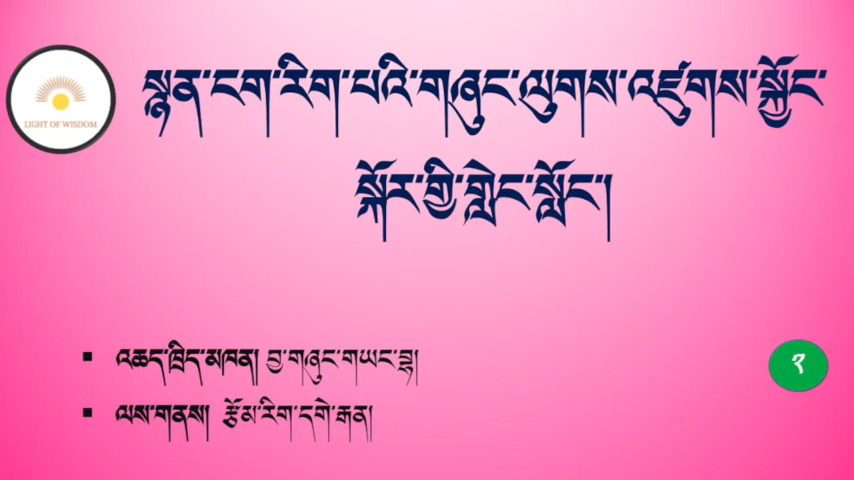 LIGHT OF WISDOM
སྙན་ངག་རིག་པའི་གཞུང་ལུགས་འཛུགས་སྐྱོང་
སྐོར་གྱི་གླེང་སློང་།
འཆད་ཁྲིད་མཁན། བྱ་གཞུང་གཡང་བྷ།
ལས་གནས། རྩོམ་རིག་དགེ་རྒན།
༡